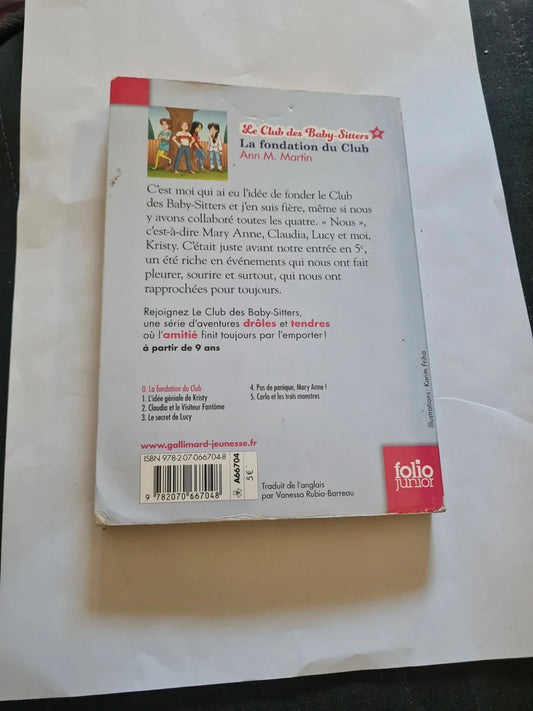 Le Club des Baby-Sitters 0
La fondation du Club
Ann M. Martin
C'est moi qui ai eu l'idée de fonder le Club
des Baby-Sitters et j'en suis fière, même si nous
y avons collaboré toutes les quatre. « Nous »,
c'est-à-dire Mary Anne, Claudia, Lucy et moi,
Kristy. C'était juste avant notre entrée en 5e,
un été riche en événements qui nous ont fait
pleurer, sourire et surtout, qui nous ont
rapprochées pour toujours.
Rejoignez Le Club des Baby-Sitters,
une série d'aventures drôles et tendres
où l'amitié finit toujours par l'emporter !
à partir de 9 ans
0. La fondation du Club
1. L'idée géniale de Kristy
2. Claudia et le Visiteur Fantôme
3. Le secret de Lucy
4. Pas de panique, Mary Anne !
5. Carla et les trois monstres
www.gallimard-jeunesse.fr
ISBN 978-2-07-066704-8
9 782070 667048
A66704
5€
Traduit de l'anglais
par Vanessa Rubio-Barreau
Illustrations : Karim Friha
folio
junior